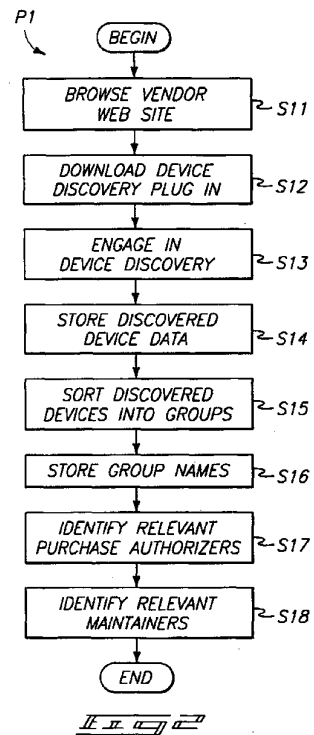 P1
BEGIN
BROWSE VENDOR
WEB SITE
S11
DOWNLOAD DEVICE
DISCOVERY PLUG IN
S12
ENGAGE IN
DEVICE DISCOVERY
S13
STORE DISCOVERED
DEVICE DATA
S14
SORT DISCOVERED
DEVICES INTO GROUPS
S15
STORE GROUP NAMES
S16
IDENTIFY RELEVANT
PURCHASE AUTHORIZERS
S17
IDENTIFY RELEVANT
MAINTAINERS
S18
END
FIG 2